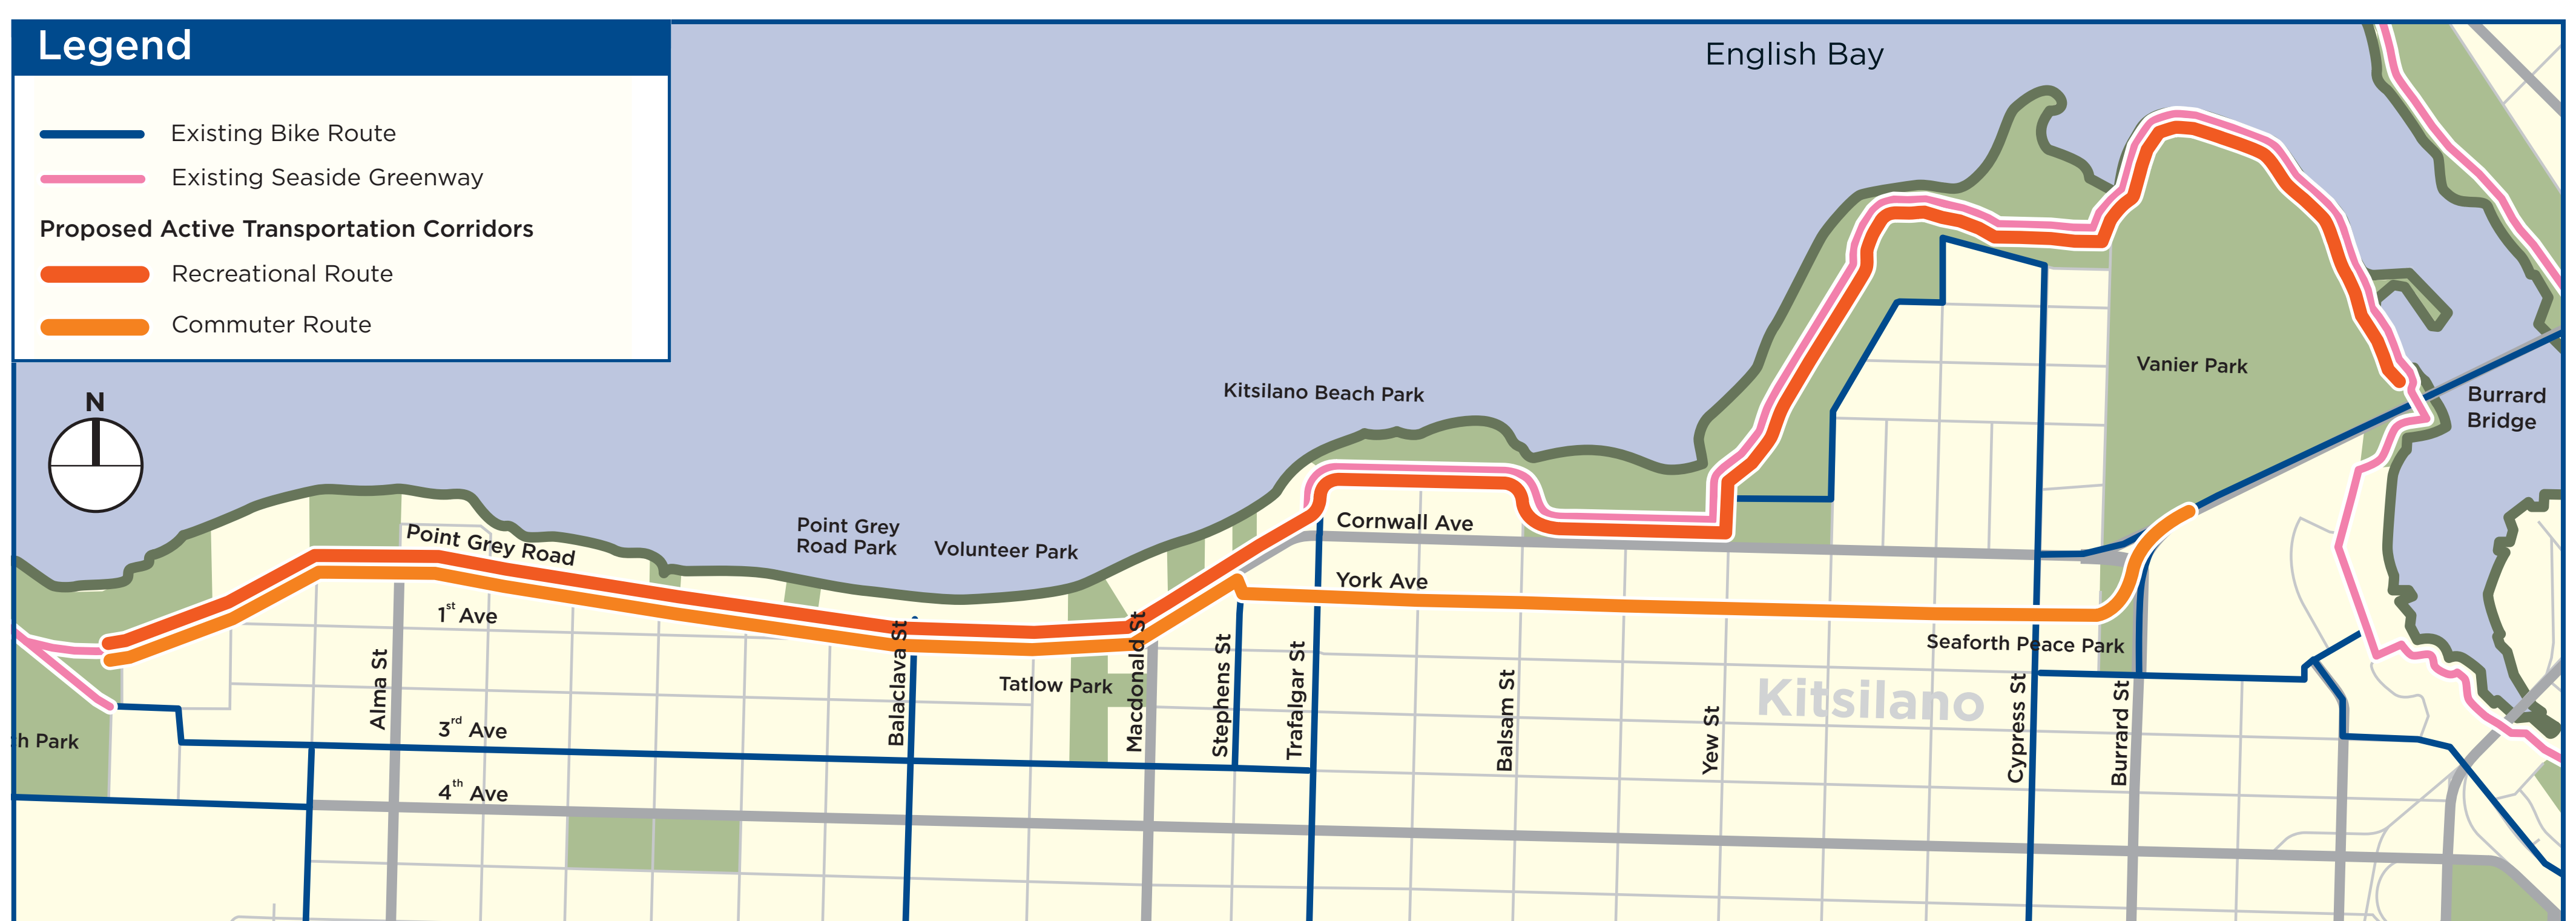 Legend
Existing Bike Route
Existing Seaside Greenway
Proposed Active Transportation Corridors
Recreational Route
Commuter Route
N
English Bay
Kitsilano Beach Park
Vanier Park
Burrard
Bridge
Point Grey Road
Point Grey
Road Park
Volunteer Park
Cornwall Ave
York Ave
1st Ave
Tatlow Park
Seaforth Peace Park
Kitsilano
h Park
3rd Ave
4th Ave
Alma St
Balaclava St
Macdonald St
Stephens St
Trafalgar St
Balsam St
Yew St
Cypress St
Burrard St